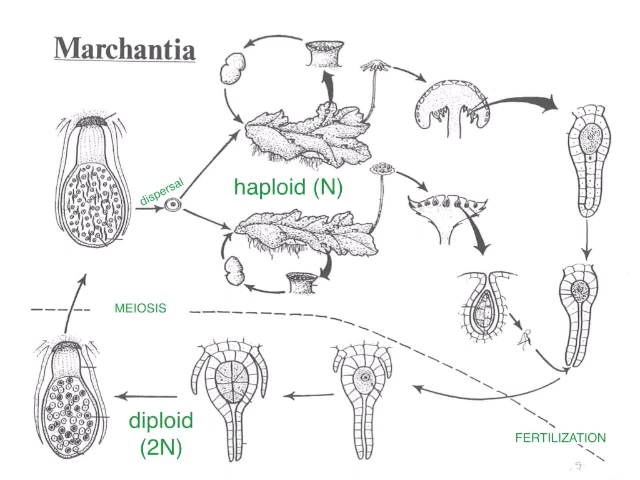 Marchantia
dispersal
haploid (N)
MEIOSIS
diploid
(2N)
FERTILIZATION